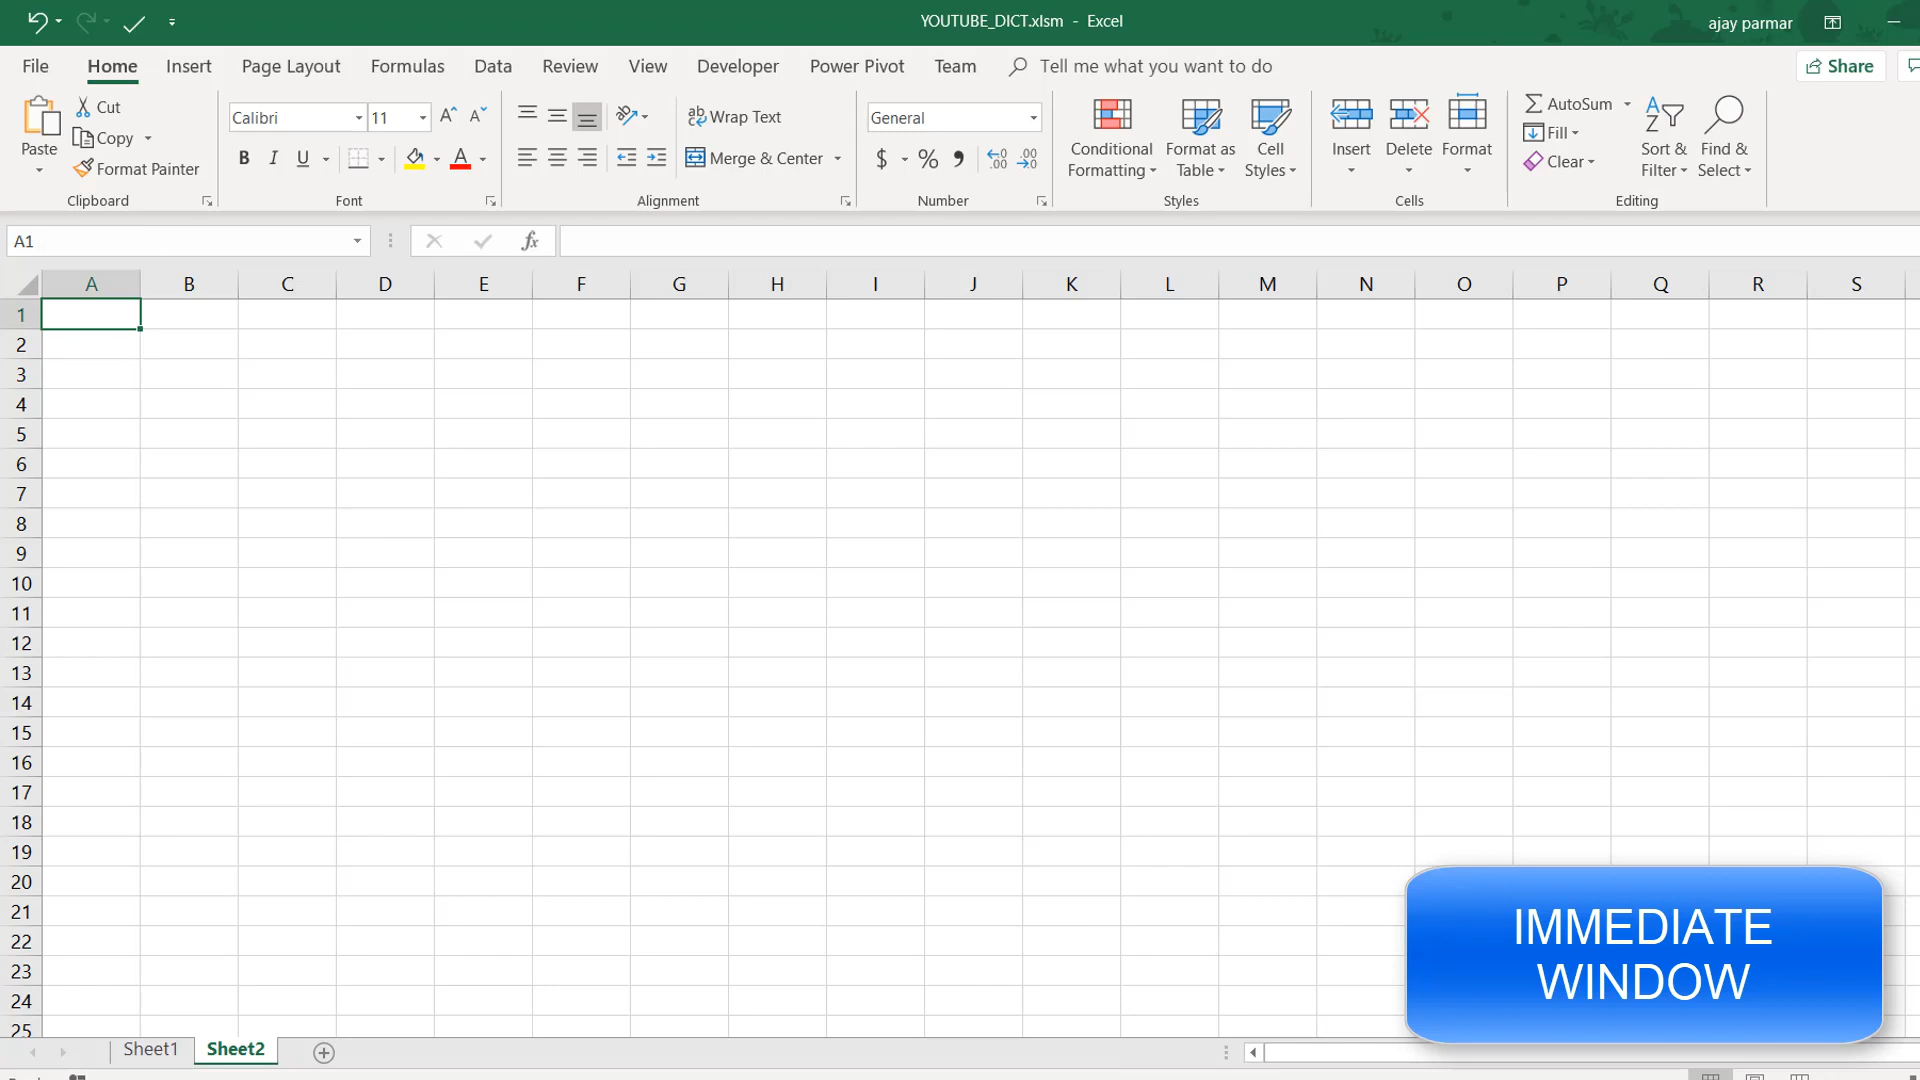 YOUTUBE_DICT.xlsm - Excel
ajay parmar
File Home Insert Page Layout Formulas Data Review View Developer Power Pivot Team Tell me what you want to do Share
Paste
Cut
Copy
Format Painter
Clipboard
Calibri 11
B I U A
Font
Wrap Text
Merge & Center
Alignment
General
$ % ,
Number
Conditional Formatting
Format as Table
Cell Styles
Styles
Insert
Delete
Format
Cells
AutoSum
Fill
Clear
Sort & Filter
Find & Select
Editing
A1 fx
A B C D E F G H I J K L M N O P Q R S
1
2
3
4
5
6
7
8
9
10
11
12
13
14
15
16
17
18
19
20
21
22
23
24
25
IMMEDIATE
WINDOW
Sheet1 Sheet2